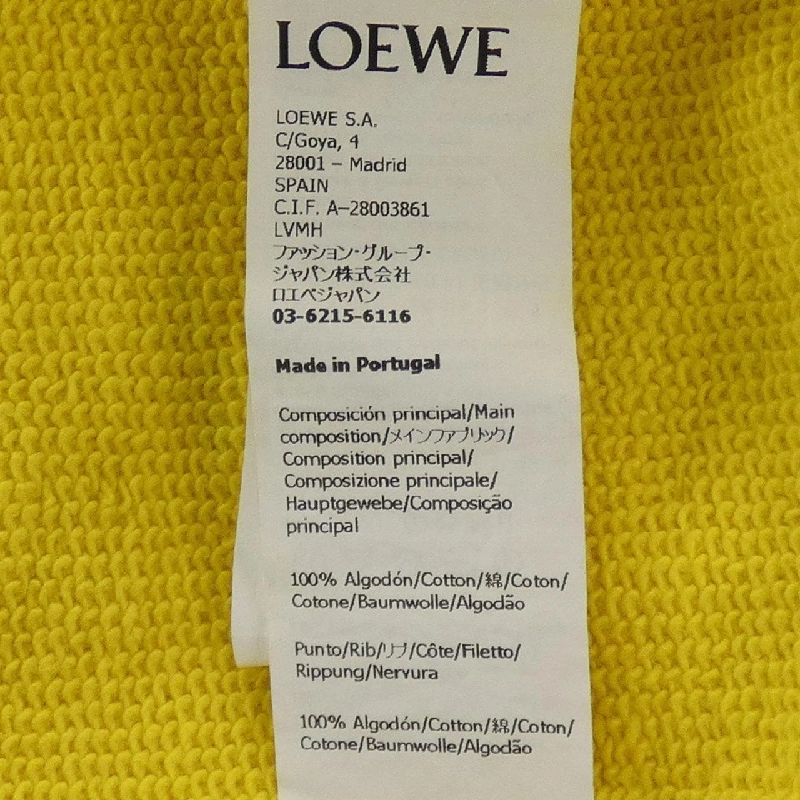 LOEWE
LOEWE S.A.
C/Goya, 4
28001 – Madrid
SPAIN
C.I.F. A-28003861
LVMH
ファッション・グループ・
ジャパン株式会社
ロエベジャパン
03-6215-6116
Made in Portugal
Composición principal/Main
composition/メインファブリック/
Composition principal/
Composizione principale/
Hauptgewebe/Composição
principal
100% Algodón/Cotton/綿/Coton/
Cotone/Baumwolle/Algodão
Punto/Rib/リブ/Côte/Filetto/
Rippung/Nervura
100% Algodón/Cotton/綿/Coton/
Cotone/Baumwolle/Algodão